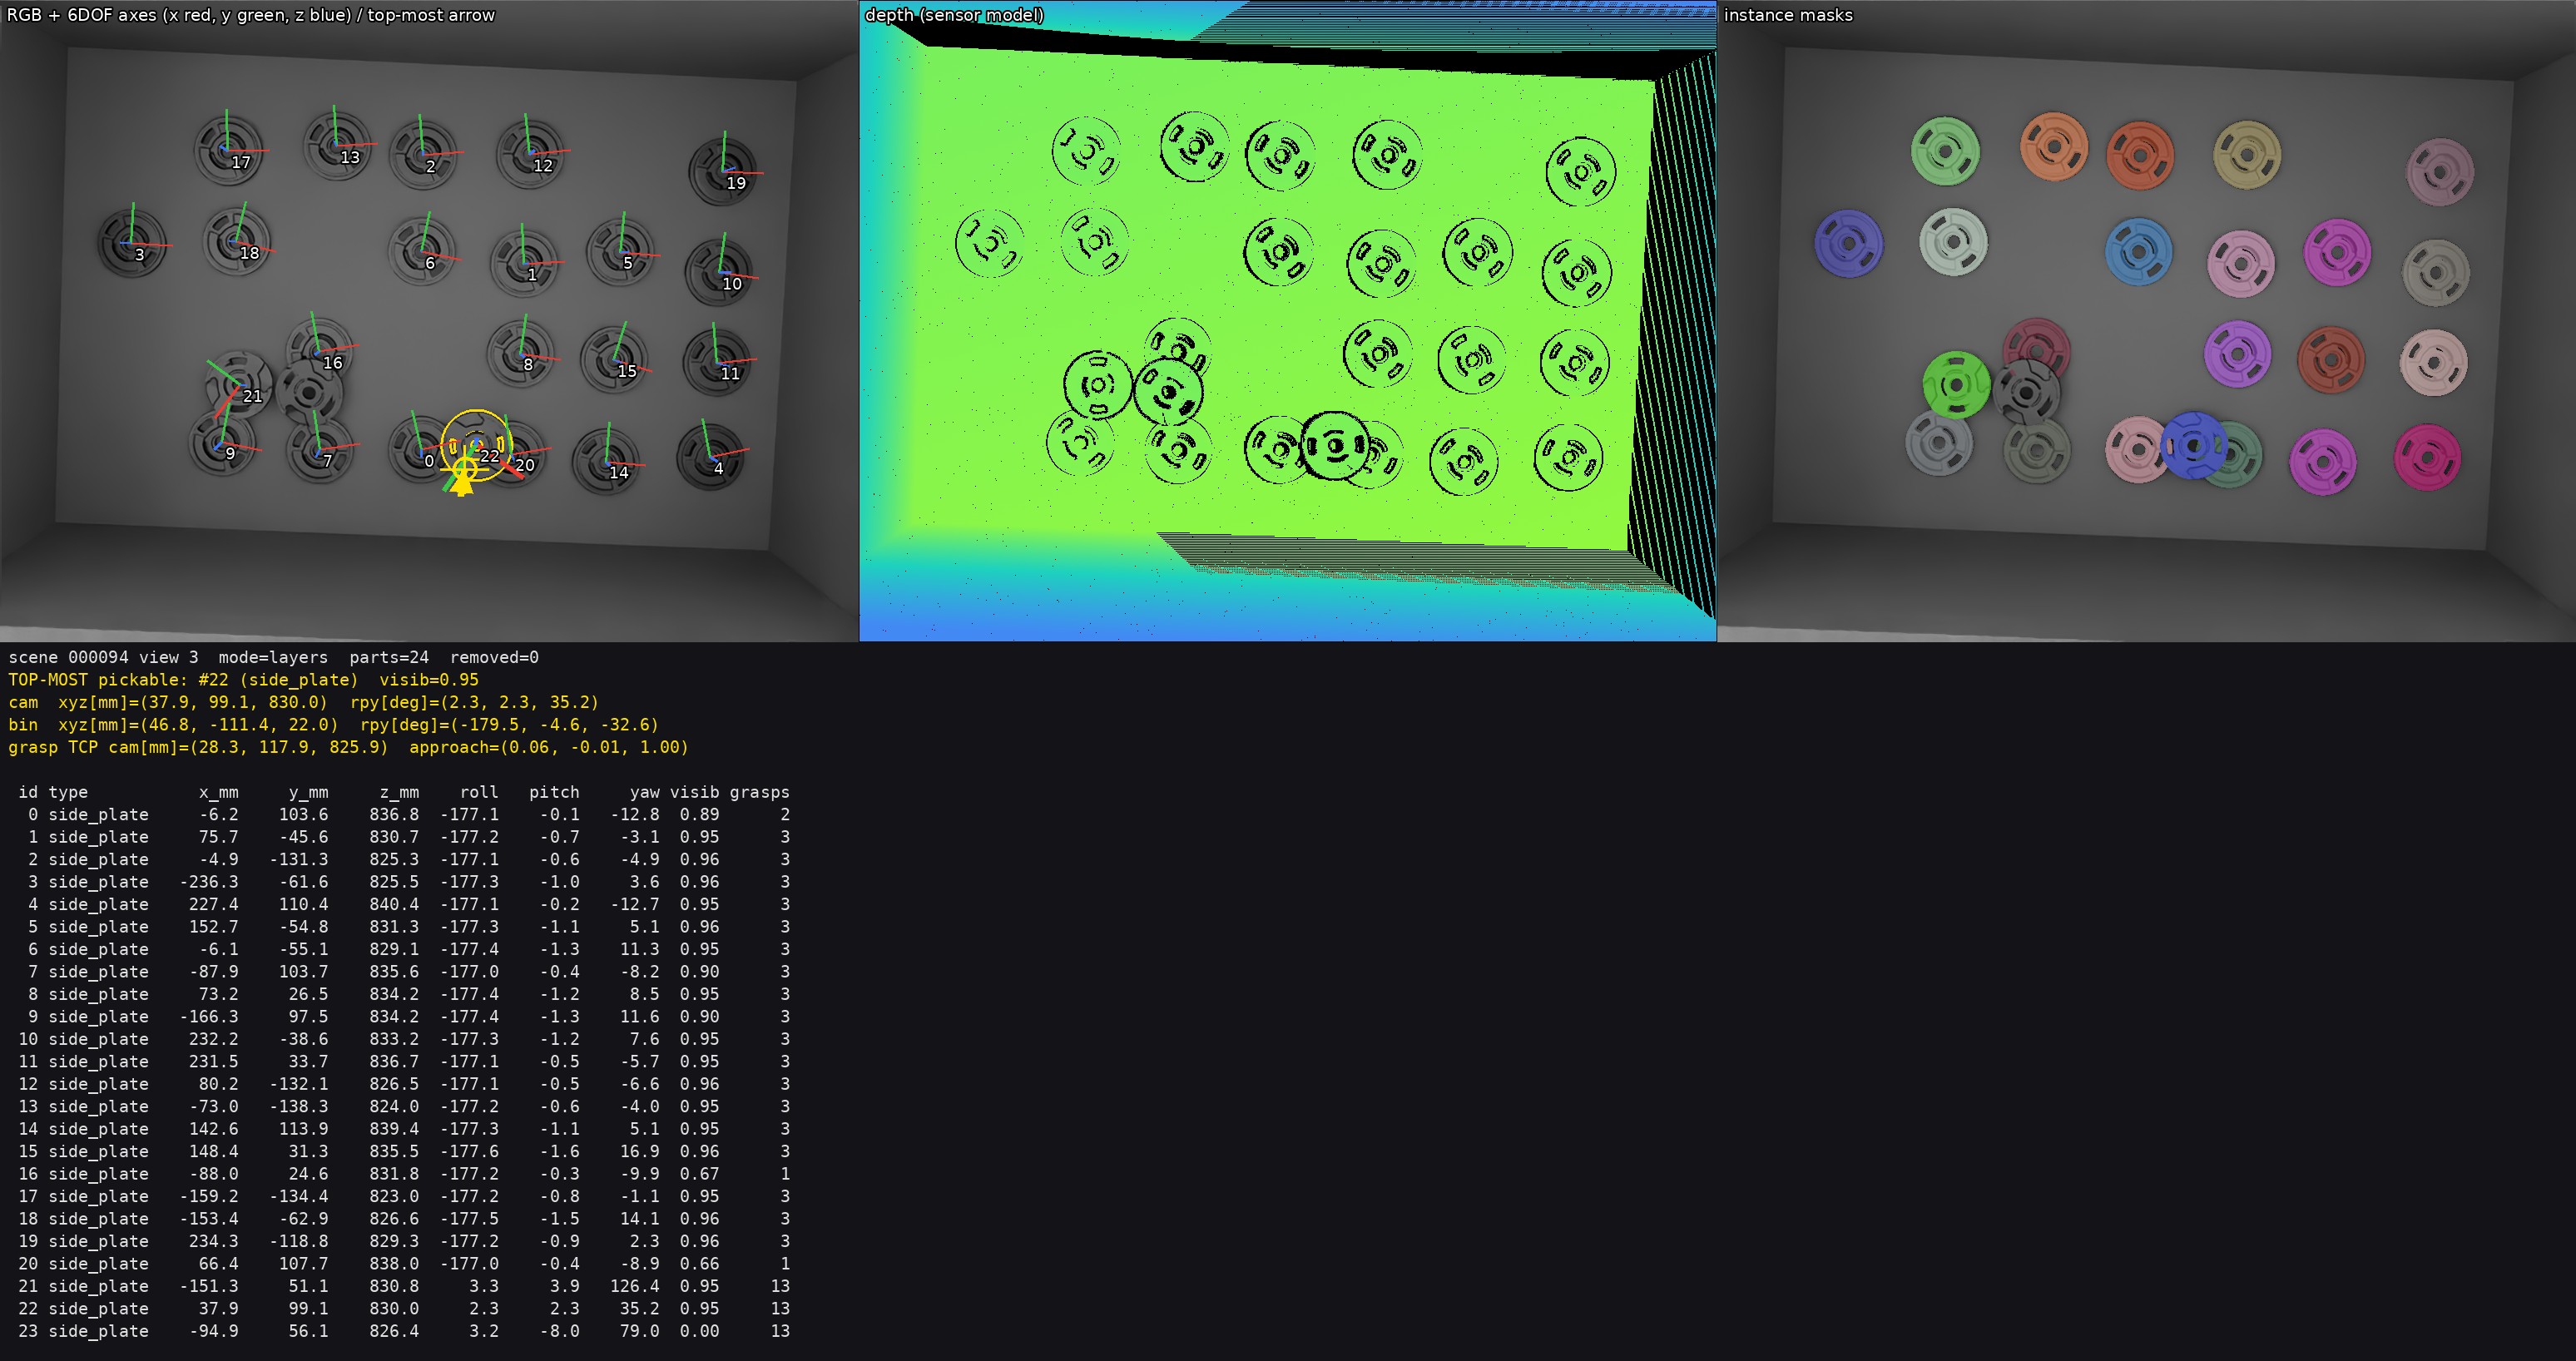 RGB + 6DOF axes (x red, y green, z blue) / top-most arrow
depth (sensor model)
instance masks
17
13
2
12
19
3
18
6
1
5
10
16
8
15
11
21
9
7
0
22
20
14
4
scene 000094 view 3  mode=layers  parts=24  removed=0
TOP-MOST pickable: #22 (side_plate)  visib=0.95
cam  xyz[mm]=(37.9, 99.1, 830.0)  rpy[deg]=(2.3, 2.3, 35.2)
bin  xyz[mm]=(46.8, -111.4, 22.0)  rpy[deg]=(-179.5, -4.6, -32.6)
grasp TCP cam[mm]=(28.3, 117.9, 825.9)  approach=(0.06, -0.01, 1.00)
id type x_mm y_mm z_mm roll pitch yaw visib grasps
0 side_plate -6.2 103.6 836.8 -177.1 -0.1 -12.8 0.89 2
1 side_plate 75.7 -45.6 830.7 -177.2 -0.7 -3.1 0.95 3
2 side_plate -4.9 -131.3 825.3 -177.1 -0.6 -4.9 0.96 3
3 side_plate -236.3 -61.6 825.5 -177.3 -1.0 3.6 0.96 3
4 side_plate 227.4 110.4 840.4 -177.1 -0.2 -12.7 0.95 3
5 side_plate 152.7 -54.8 831.3 -177.3 -1.1 5.1 0.96 3
6 side_plate -6.1 -55.1 829.1 -177.4 -1.3 11.3 0.95 3
7 side_plate -87.9 103.7 835.6 -177.0 -0.4 -8.2 0.90 3
8 side_plate 73.2 26.5 834.2 -177.4 -1.2 8.5 0.95 3
9 side_plate -166.3 97.5 834.2 -177.4 -1.3 11.6 0.90 3
10 side_plate 232.2 -38.6 833.2 -177.3 -1.2 7.6 0.95 3
11 side_plate 231.5 33.7 836.7 -177.1 -0.5 -5.7 0.95 3
12 side_plate 80.2 -132.1 826.5 -177.1 -0.5 -6.6 0.96 3
13 side_plate -73.0 -138.3 824.0 -177.2 -0.6 -4.0 0.95 3
14 side_plate 142.6 113.9 839.4 -177.3 -1.1 5.1 0.95 3
15 side_plate 148.4 31.3 835.5 -177.6 -1.6 16.9 0.96 3
16 side_plate -88.0 24.6 831.8 -177.2 -0.3 -9.9 0.67 1
17 side_plate -159.2 -134.4 823.0 -177.2 -0.8 -1.1 0.95 3
18 side_plate -153.4 -62.9 826.6 -177.5 -1.5 14.1 0.96 3
19 side_plate 234.3 -118.8 829.3 -177.2 -0.9 2.3 0.96 3
20 side_plate 66.4 107.7 838.0 -177.0 -0.4 -8.9 0.66 1
21 side_plate -151.3 51.1 830.8 3.3 3.9 126.4 0.95 13
22 side_plate 37.9 99.1 830.0 2.3 2.3 35.2 0.95 13
23 side_plate -94.9 56.1 826.4 3.2 -8.0 79.0 0.00 13